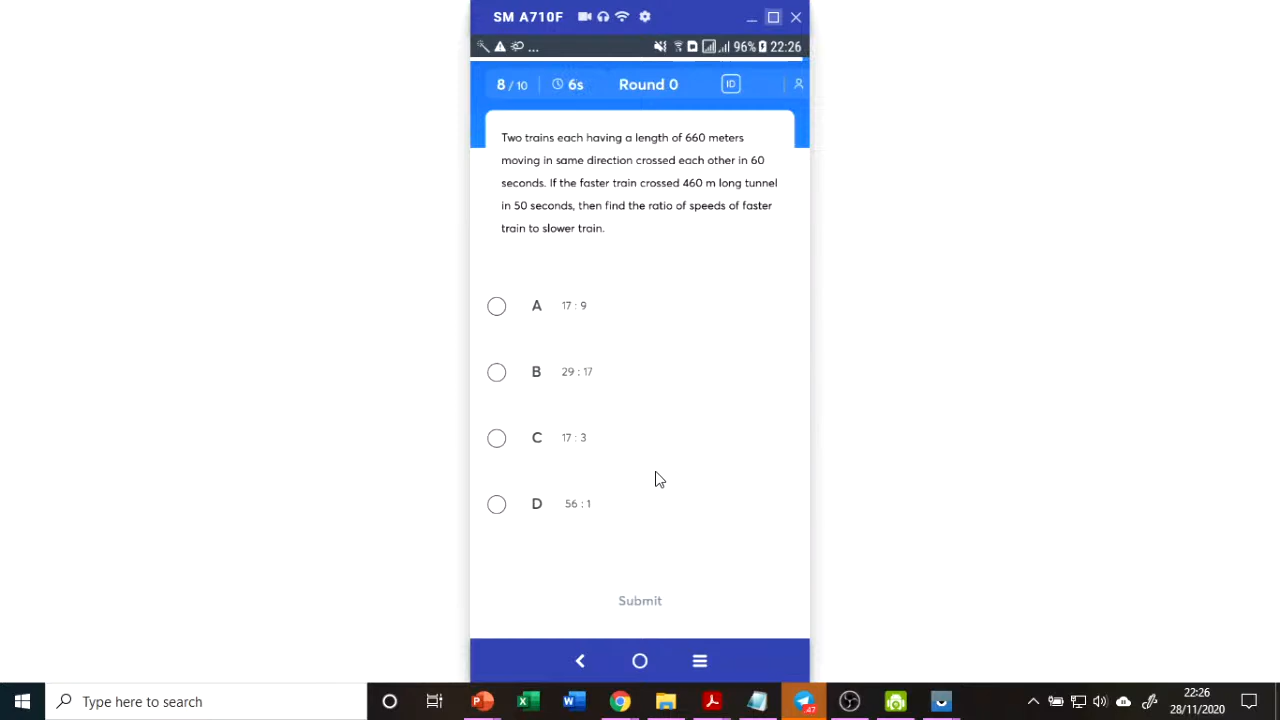 SM A710F
... 96% 22:26
8 / 10 6s Round 0 ID
Two trains each having a length of 660 meters
moving in same direction crossed each other in 60
seconds. If the faster train crossed 460 m long tunnel
in 50 seconds, then find the ratio of speeds of faster
train to slower train.
A 17 : 9
B 29 : 17
C 17 : 3
D 56 : 1
Submit
Type here to search
47
22:26
28/11/2020